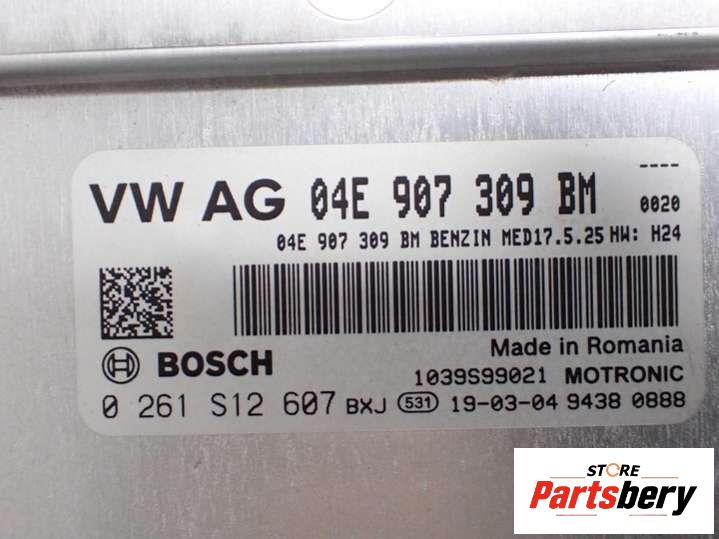 ----
VW AG 04E 907 309 BM 0020
04E 907 309 BM BENZIN MED17.5.25 HW: H24
BOSCH
Made in Romania
1039S99021 MOTRONIC
0 261 S12 607 BXJ 531 19-03-04 9438 0888
STORE
Partsbery